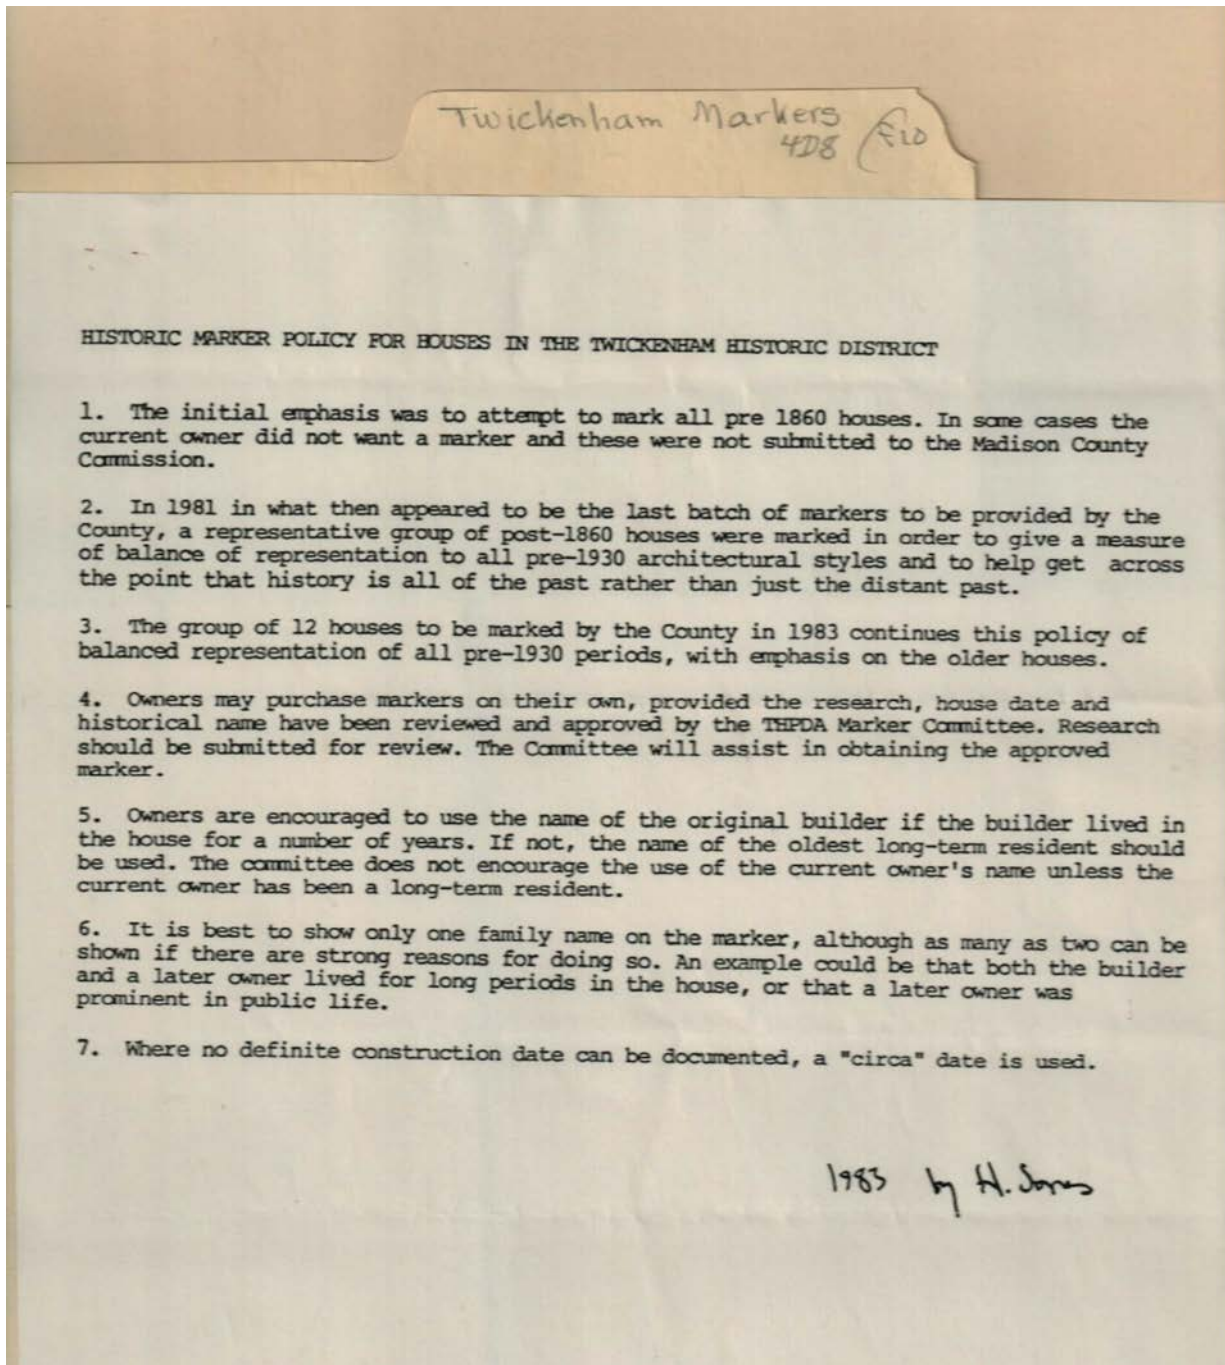 Twickenham Markers
4D8 F10
HISTORIC MARKER POLICY FOR HOUSES IN THE TWICKENHAM HISTORIC DISTRICT
1. The initial emphasis was to attempt to mark all pre 1860 houses. In some cases the
current owner did not want a marker and these were not submitted to the Madison County
Commission.
2. In 1981 in what then appeared to be the last batch of markers to be provided by the
County, a representative group of post-1860 houses were marked in order to give a measure
of balance of representation to all pre-1930 architectural styles and to help get across
the point that history is all of the past rather than just the distant past.
3. The group of 12 houses to be marked by the County in 1983 continues this policy of
balanced representation of all pre-1930 periods, with emphasis on the older houses.
4. Owners may purchase markers on their own, provided the research, house date and
historical name have been reviewed and approved by the THPDA Marker Committee. Research
should be submitted for review. The Committee will assist in obtaining the approved
marker.
5. Owners are encouraged to use the name of the original builder if the builder lived in
the house for a number of years. If not, the name of the oldest long-term resident should
be used. The committee does not encourage the use of the current owner's name unless the
current owner has been a long-term resident.
6. It is best to show only one family name on the marker, although as many as two can be
shown if there are strong reasons for doing so. An example could be that both the builder
and a later owner lived for long periods in the house, or that a later owner was
prominent in public life.
7. Where no definite construction date can be documented, a "circa" date is used.
1983 by H. Jones